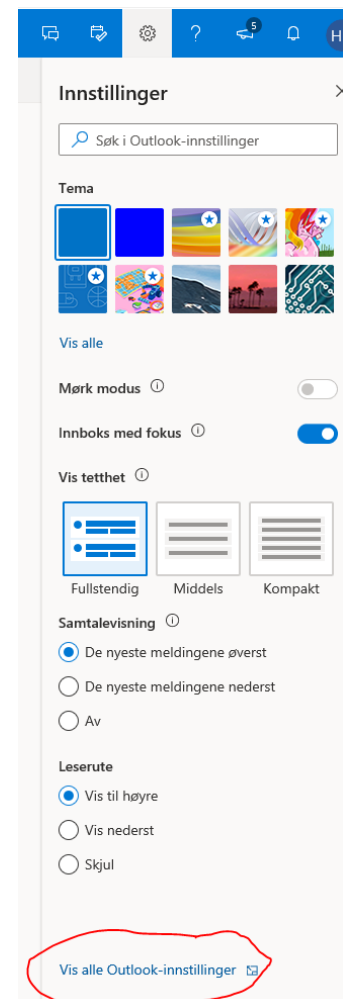 5
H
Innstillinger
Søk i Outlook-innstillinger
Tema
Vis alle
Mørk modus
Innboks med fokus
Vis tetthet
Fullstendig Middels Kompakt
Samtalevisning
De nyeste meldingene øverst
De nyeste meldingene nederst
Av
Leserute
Vis til høyre
Vis nederst
Skjul
Vis alle Outlook-innstillinger